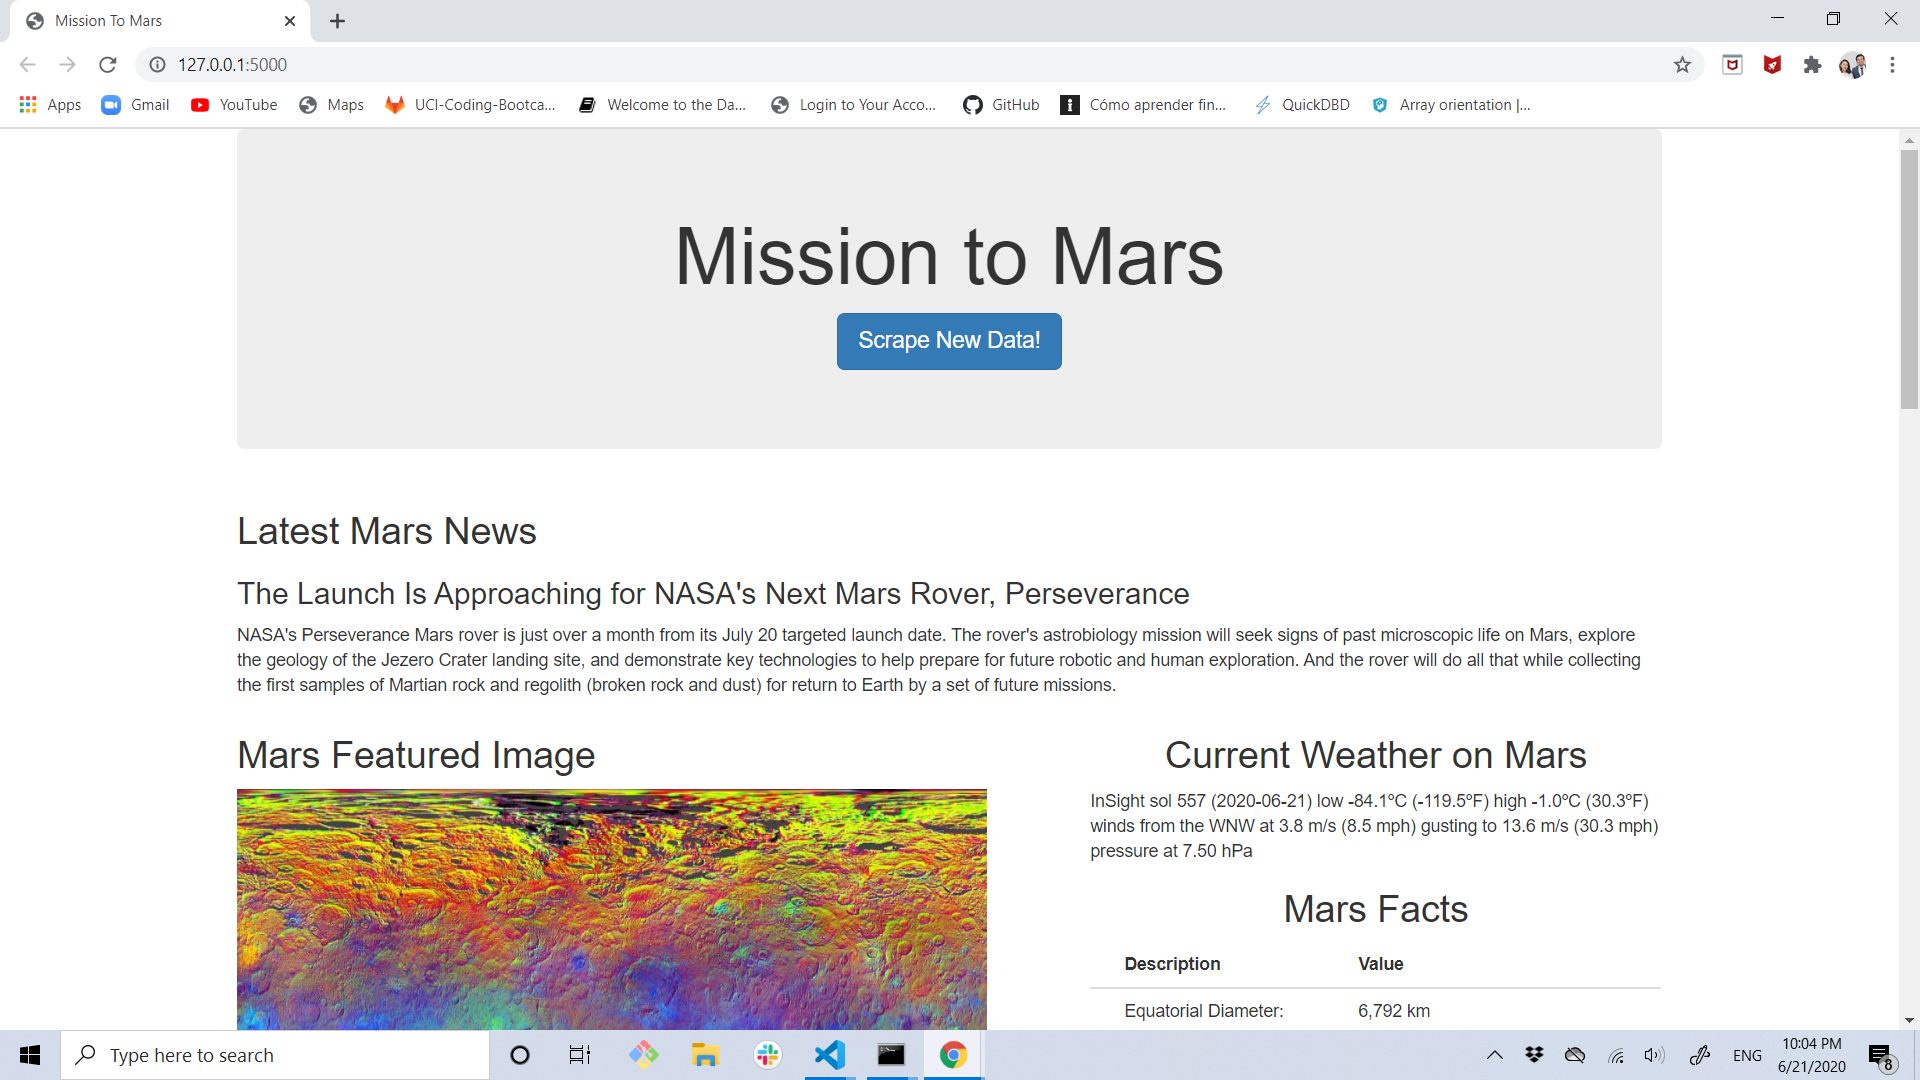 Mission To Mars
127.0.0.1:5000
Apps
Gmail
YouTube
Maps
UCI-Coding-Bootca...
Welcome to the Da...
Login to Your Acco...
GitHub
Cómo aprender fin...
QuickDBD
Array orientation |...
Mission to Mars
Scrape New Data!
Latest Mars News
The Launch Is Approaching for NASA's Next Mars Rover, Perseverance
NASA's Perseverance Mars rover is just over a month from its July 20 targeted launch date. The rover's astrobiology mission will seek signs of past microscopic life on Mars, explore
the geology of the Jezero Crater landing site, and demonstrate key technologies to help prepare for future robotic and human exploration. And the rover will do all that while collecting
the first samples of Martian rock and regolith (broken rock and dust) for return to Earth by a set of future missions.
Mars Featured Image
Current Weather on Mars
InSight sol 557 (2020-06-21) low -84.1ºC (-119.5ºF) high -1.0ºC (30.3ºF)
winds from the WNW at 3.8 m/s (8.5 mph) gusting to 13.6 m/s (30.3 mph)
pressure at 7.50 hPa
Mars Facts
Description Value
Equatorial Diameter: 6,792 km
Type here to search
ENG
10:04 PM
6/21/2020
8